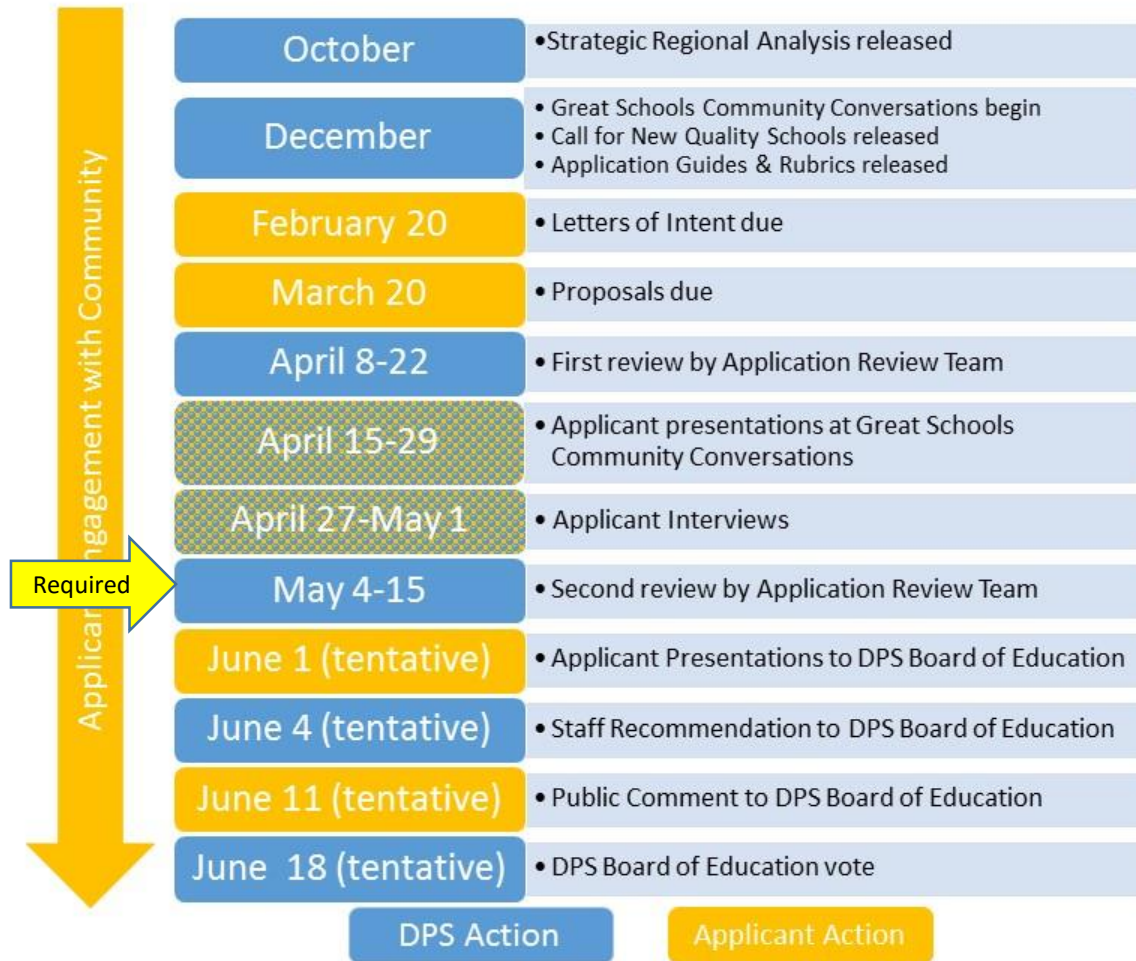 October
•Strategic Regional Analysis released
December
• Great Schools Community Conversations begin
• Call for New Quality Schools released
• Application Guides & Rubrics released
February 20
• Letters of Intent due
March 20
• Proposals due
April 8-22
• First review by Application Review Team
April 15-29
• Applicant presentations at Great Schools
Community Conversations
April 27-May 1
• Applicant Interviews
May 4-15
• Second review by Application Review Team
June 1 (tentative)
• Applicant Presentations to DPS Board of Education
June 4 (tentative)
• Staff Recommendation to DPS Board of Education
June 11 (tentative)
• Public Comment to DPS Board of Education
June 18 (tentative)
• DPS Board of Education vote
Applicant Engagement with Community
Required
DPS Action
Applicant Action